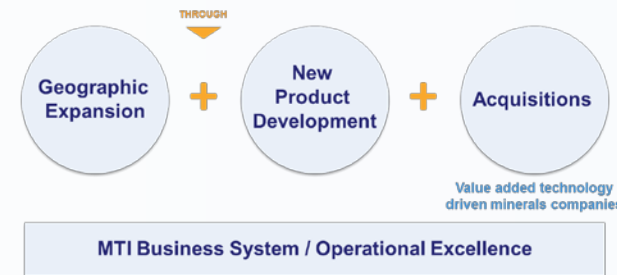 THROUGH
Geographic
Expansion
+
New
Product
Development
+
Acquisitions
Value added technology
driven minerals companies
MTI Business System / Operational Excellence